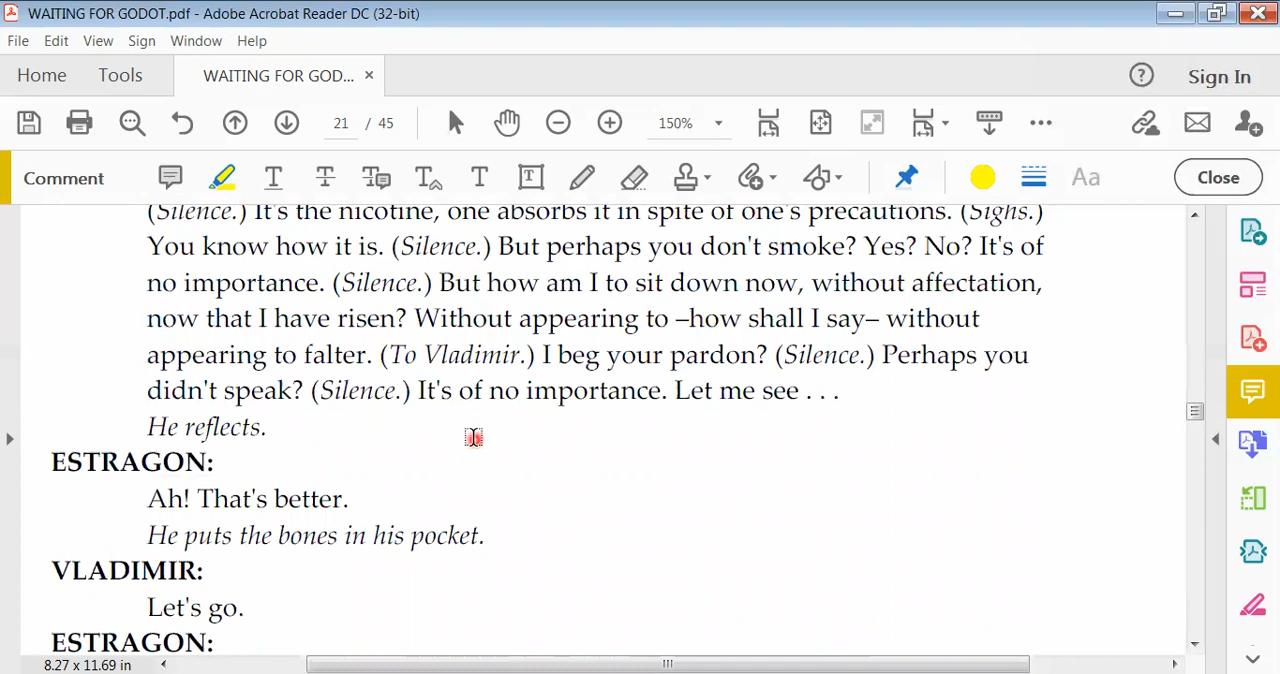 WAITING FOR GODOT.pdf - Adobe Acrobat Reader DC (32-bit)
File Edit View Sign Window Help
Home Tools WAITING FOR GOD... × Sign In
21 / 45 150%
Comment Aa Close
(Silence.) It's the nicotine, one absorbs it in spite of one's precautions. (Sighs.)
You know how it is. (Silence.) But perhaps you don't smoke? Yes? No? It's of
no importance. (Silence.) But how am I to sit down now, without affectation,
now that I have risen? Without appearing to –how shall I say– without
appearing to falter. (To Vladimir.) I beg your pardon? (Silence.) Perhaps you
didn't speak? (Silence.) It's of no importance. Let me see . . .
He reflects.
ESTRAGON:
Ah! That's better.
He puts the bones in his pocket.
VLADIMIR:
Let's go.
ESTRAGON:
8.27 x 11.69 in